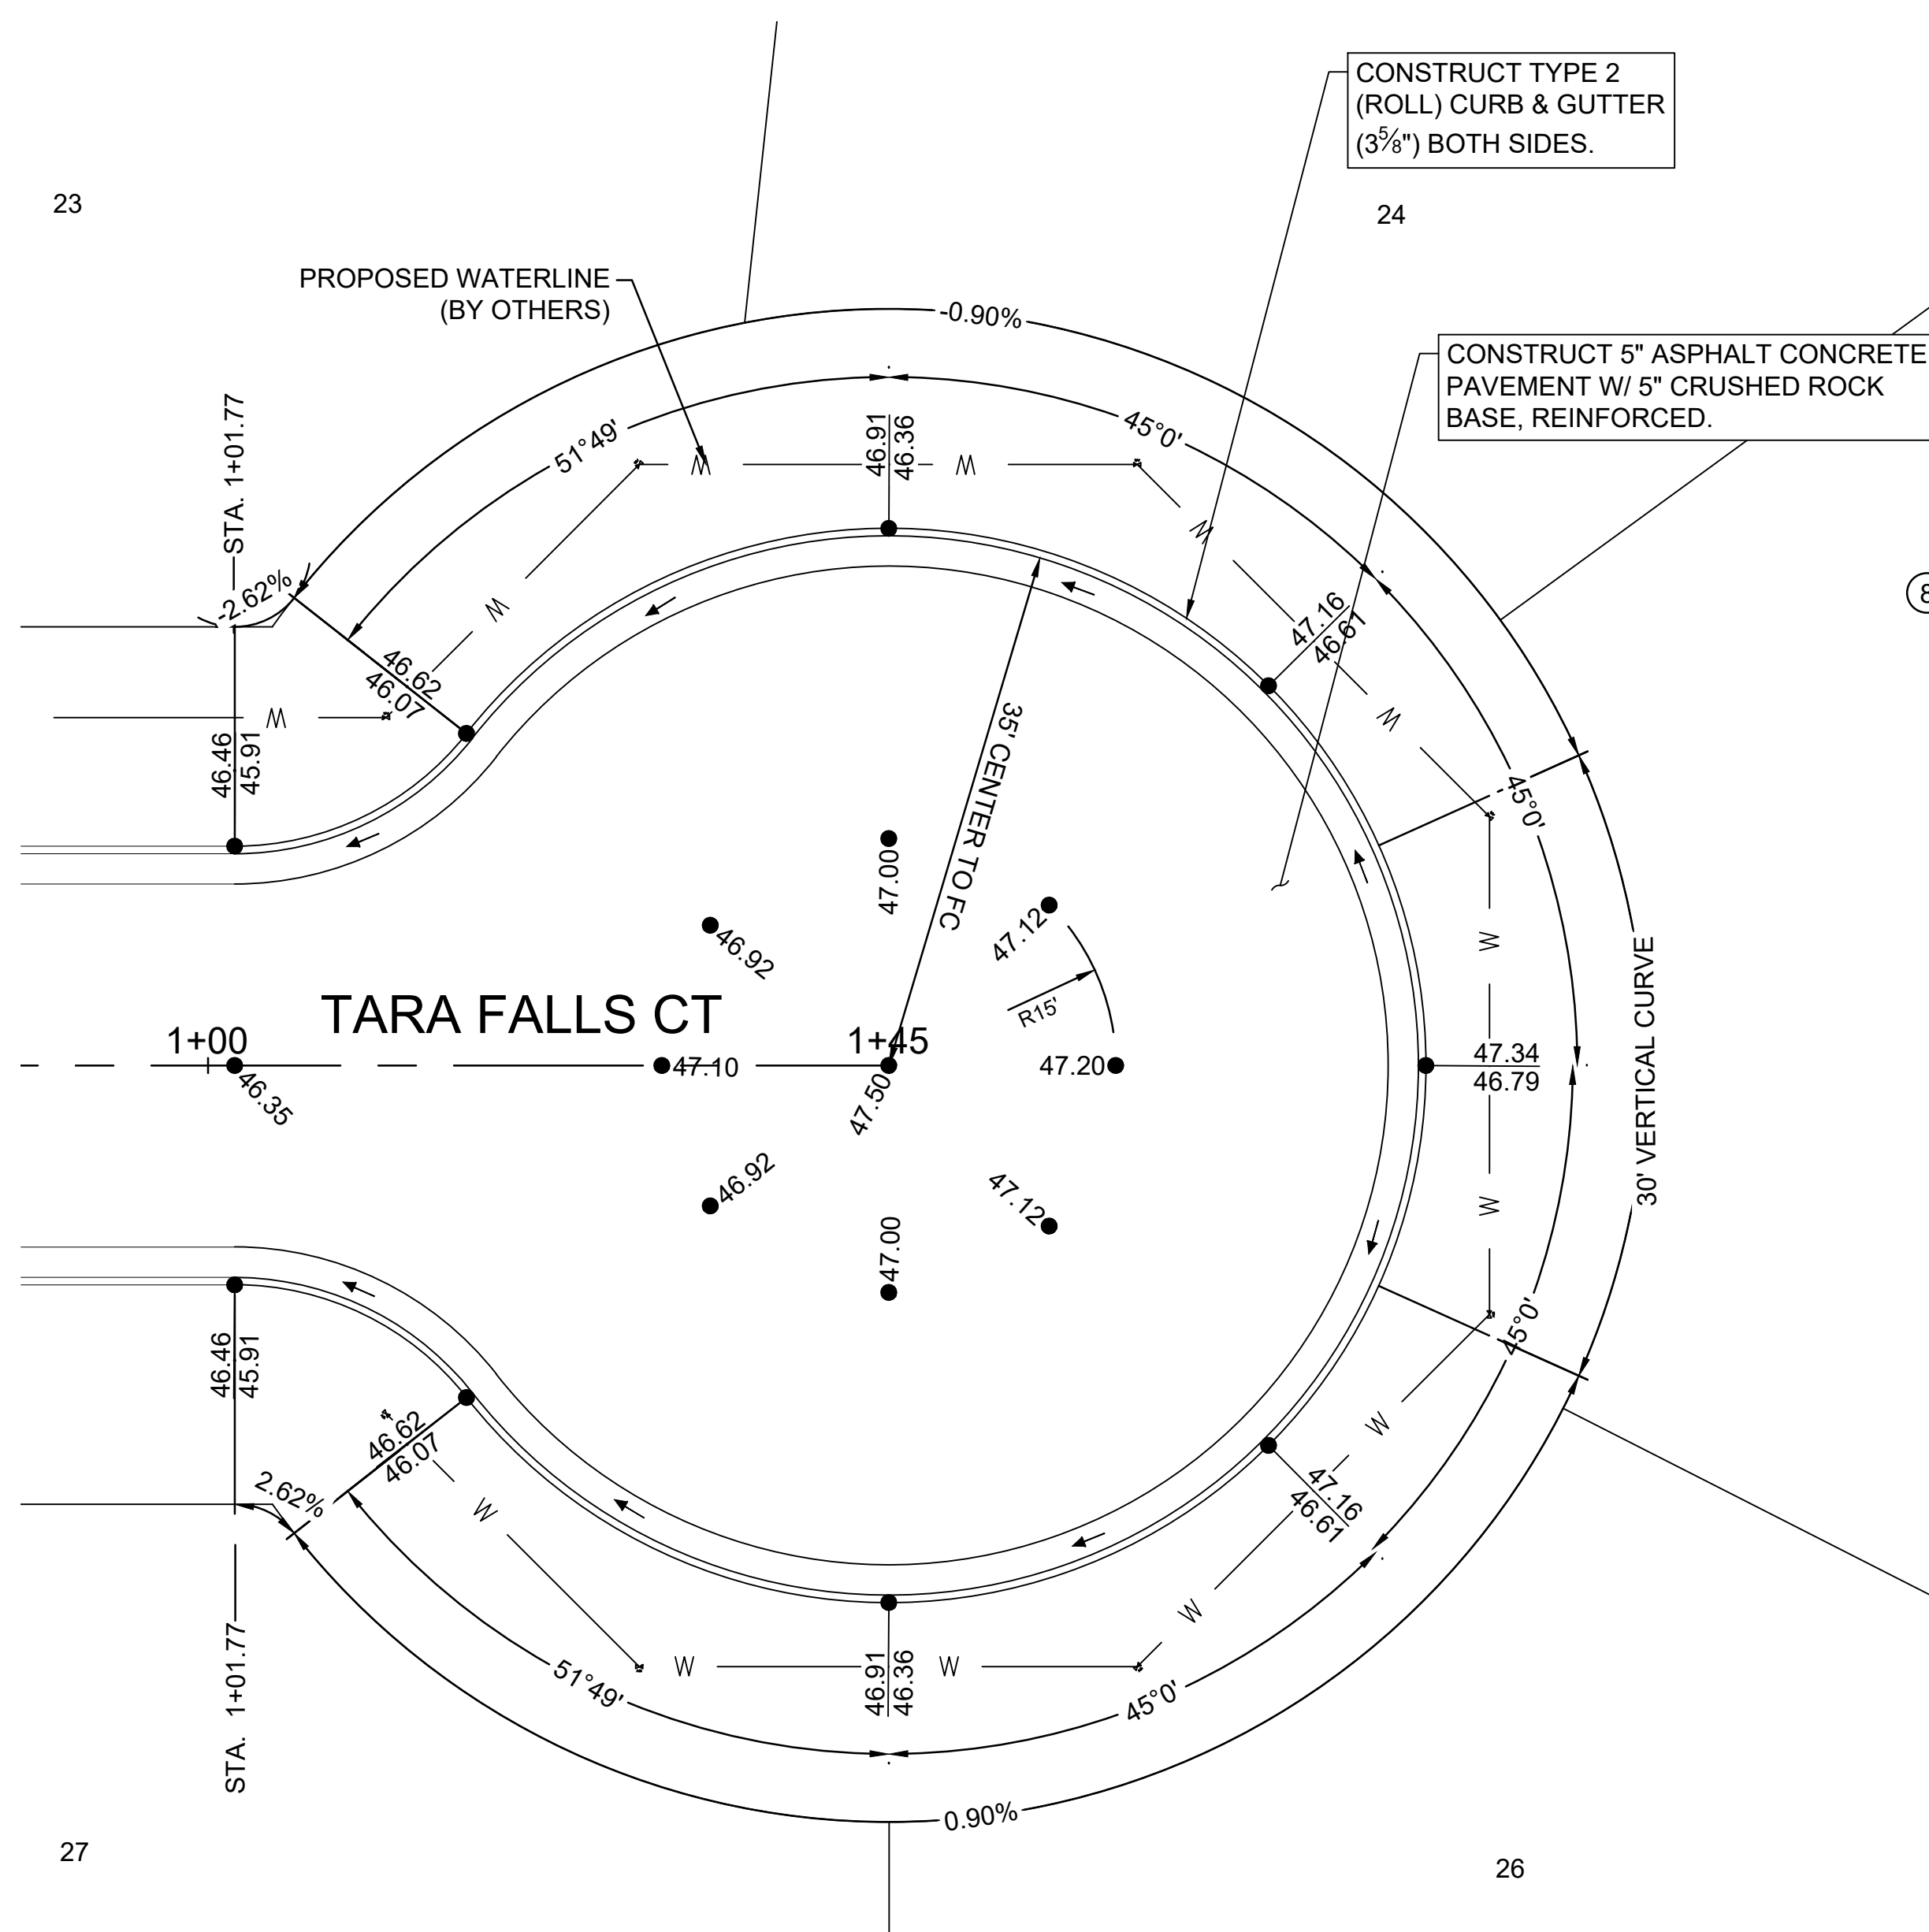 CONSTRUCT TYPE 2
(ROLL) CURB & GUTTER
(3⅝") BOTH SIDES.
23
24
PROPOSED WATERLINE
(BY OTHERS)
-0.90%
CONSTRUCT 5" ASPHALT CONCRETE
PAVEMENT W/ 5" CRUSHED ROCK
BASE, REINFORCED.
STA. 1+01.77
51°49'
46.91
46.36
45°0'
W
W
W
W
W
W
-2.62%
8
47.16
46.61
46.62
46.07
W
46.46
45.91
35' CENTER TO FC
45°0'
47.00
47.12
46.92
W
R15'
30' VERTICAL CURVE
TARA FALLS CT
1+00
1+45
46.35
47.10
47.50
47.20
47.34
46.79
46.92
47.12
47.00
W
45°0'
46.46
45.91
46.62
46.07
W
2.62%
W
47.16
46.61
W
STA. 1+01.77
51°49'
W
46.91
46.36
W
45°0'
0.90%
27
26